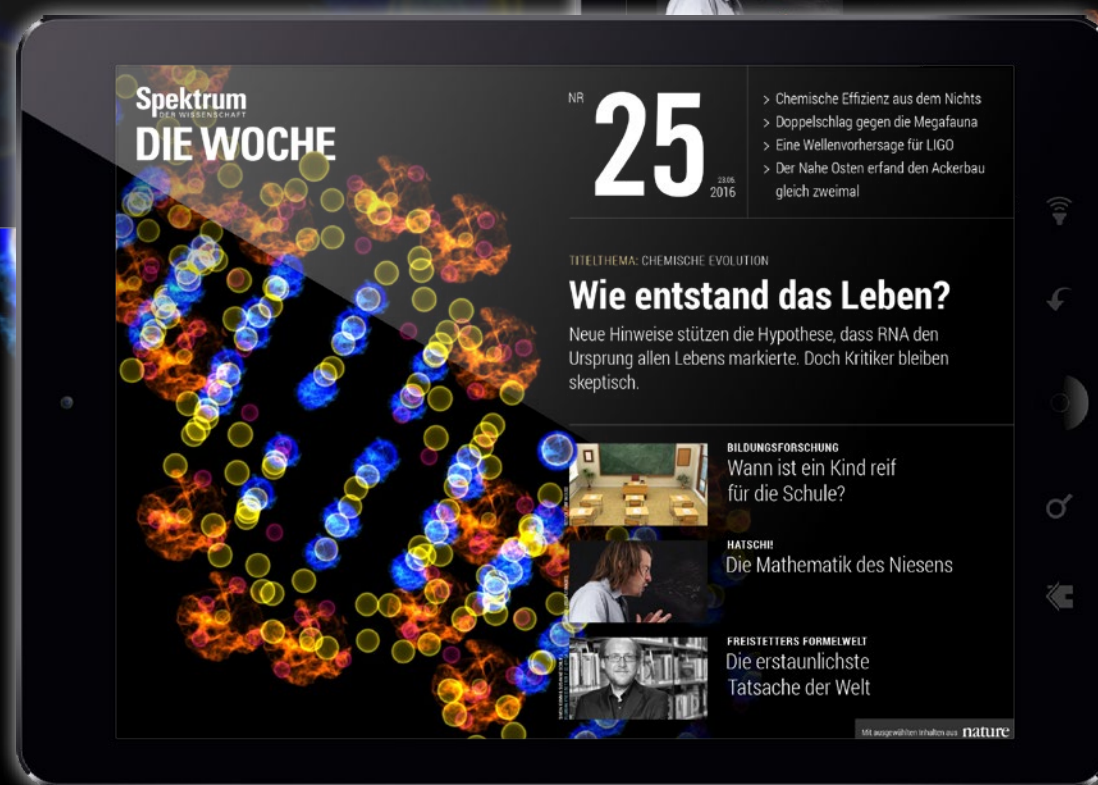 Spektrum
DER WISSENSCHAFT
DIE WOCHE
NR
25
23.06.
2016
> Chemische Effizienz aus dem Nichts
> Doppelschlag gegen die Megafauna
> Eine Wellenvorhersage für LIGO
> Der Nahe Osten erfand den Ackerbau
gleich zweimal
TITELTHEMA: CHEMISCHE EVOLUTION
Wie entstand das Leben?
Neue Hinweise stützen die Hypothese, dass RNA den
Ursprung allen Lebens markierte. Doch Kritiker bleiben
skeptisch.
BILDUNGSFORSCHUNG
Wann ist ein Kind reif
für die Schule?
HATSCHI!
Die Mathematik des Niesens
FREISTETTERS FORMELWELT
Die erstaunlichste
Tatsache der Welt
Mit ausgewählten Inhalten aus nature